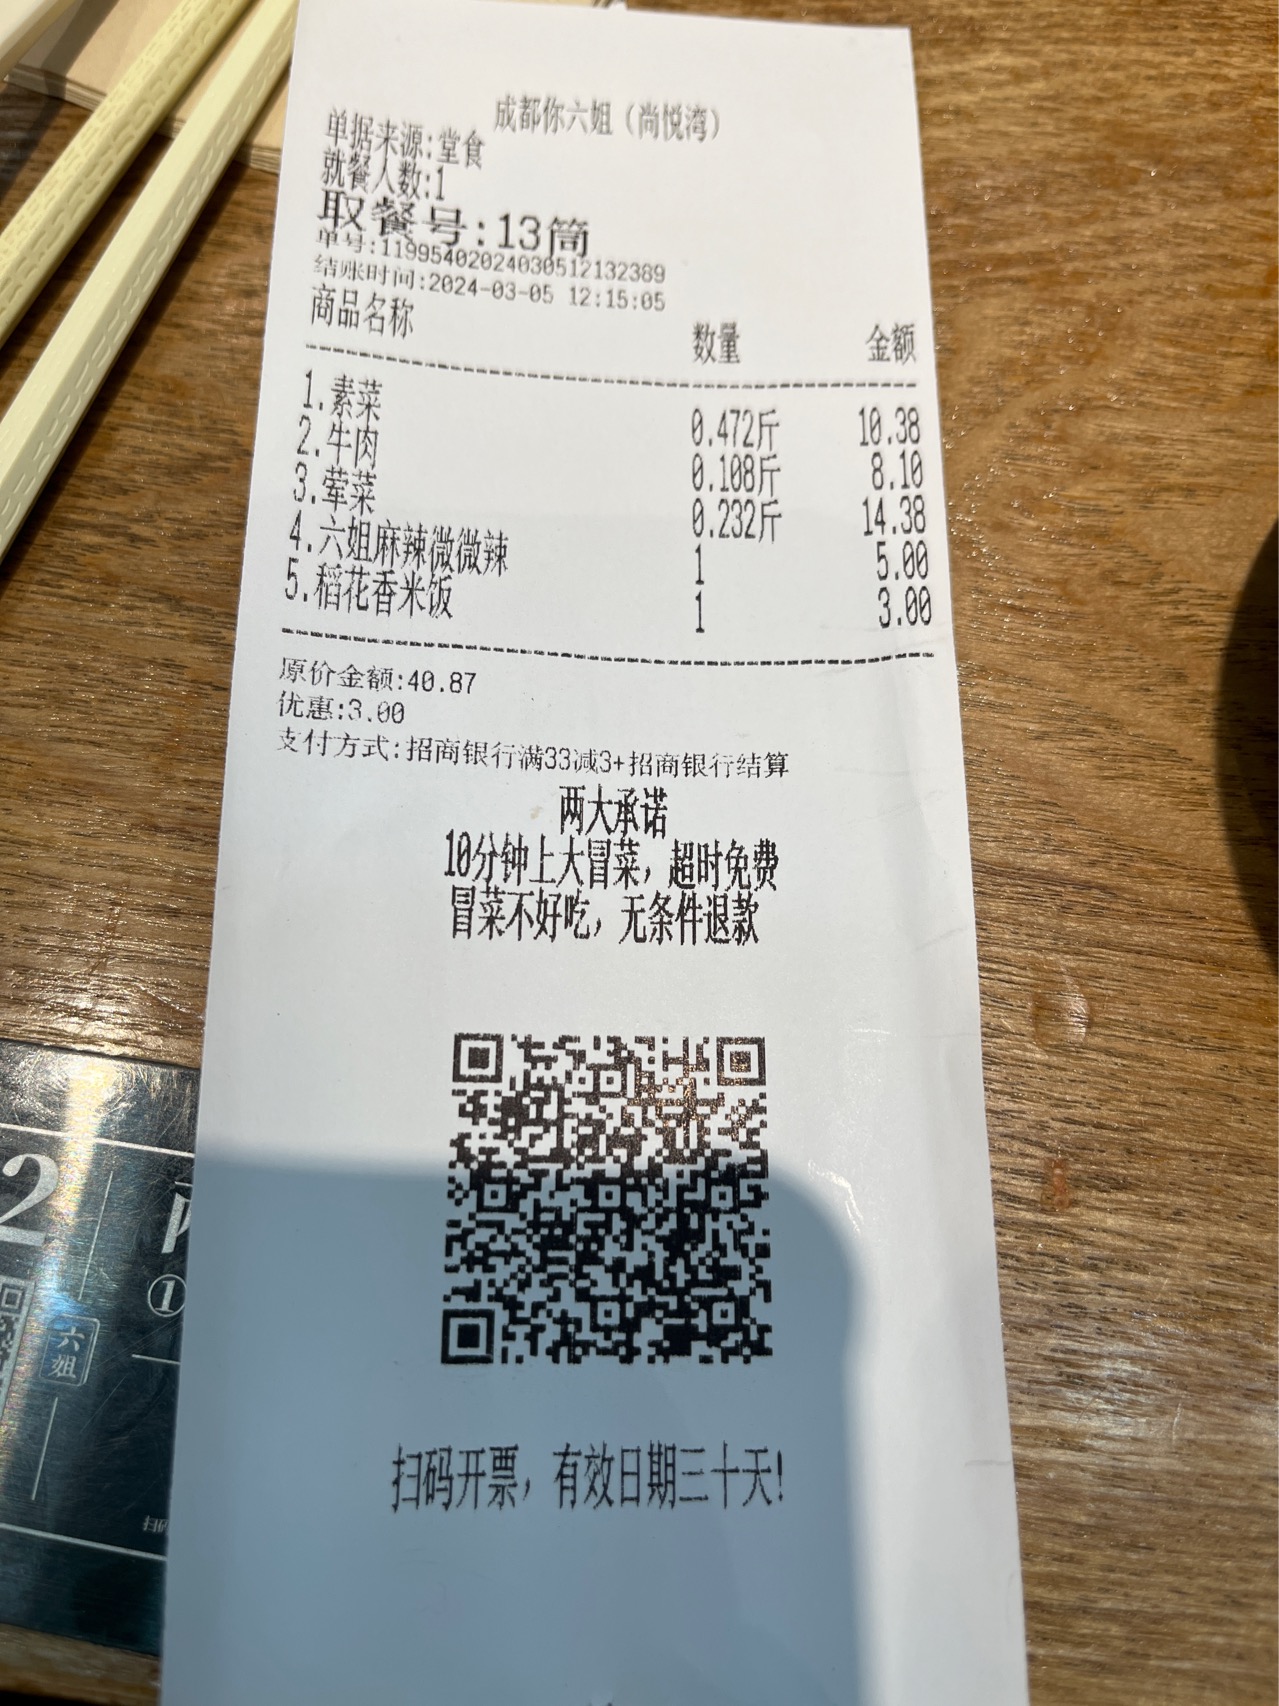 成都你六姐（尚悦湾）
单据来源:堂食
就餐人数:1
取餐号:13筒
单号:11995402024030512132389
结账时间:2024-03-05 12:15:05
商品名称 数量 金额
1.素菜 0.472斤 10.38
2.牛肉 0.108斤 8.10
3.荤菜 0.232斤 14.38
4.六姐麻辣微微辣 1 5.00
5.稻花香米饭 1 3.00
原价金额:40.87
优惠:3.00
支付方式:招商银行满33减3+招商银行结算
两大承诺
10分钟上大冒菜，超时免费
冒菜不好吃，无条件退款
扫码开票，有效日期三十天!
2
①
六姐
扫码